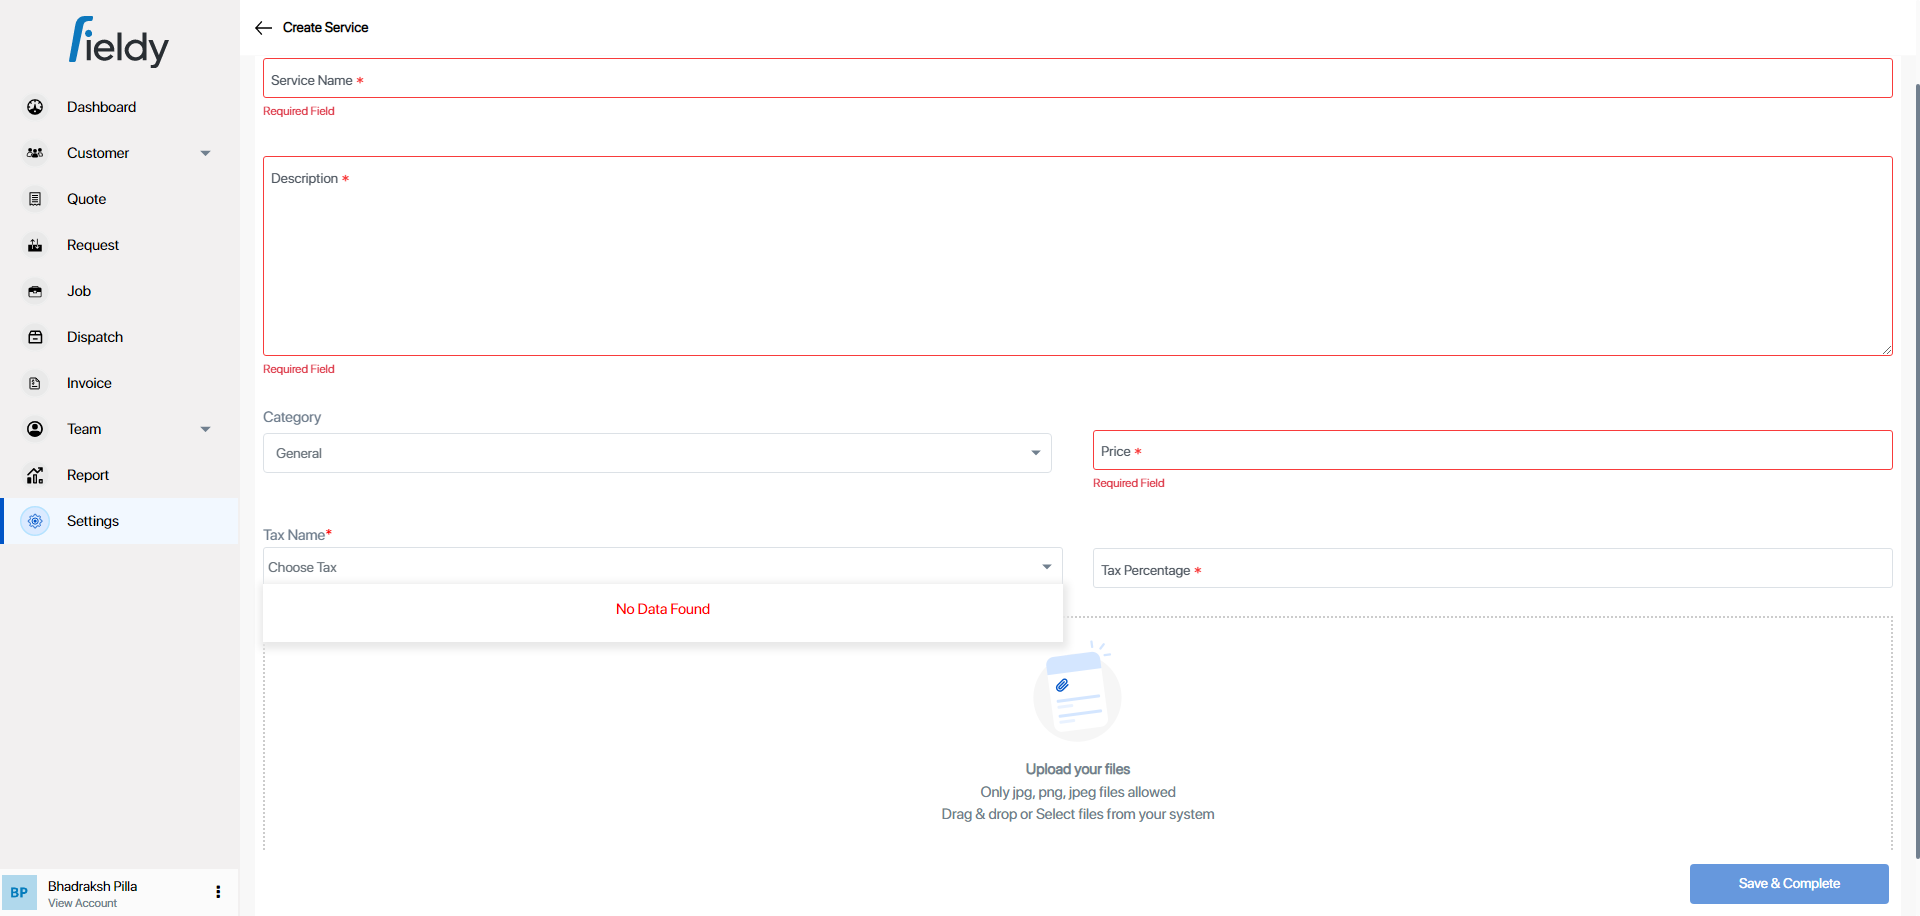 fieldy
Dashboard
Customer
Quote
Request
Job
Dispatch
Invoice
Team
Report
Settings
BP
Bhadraksh Pilla
View Account
Create Service
Service Name *
Required Field
Description *
Required Field
Category
General
Price *
Required Field
Tax Name*
Choose Tax
No Data Found
Tax Percentage *
Upload your files
Only jpg, png, jpeg files allowed
Drag & drop or Select files from your system
Save & Complete